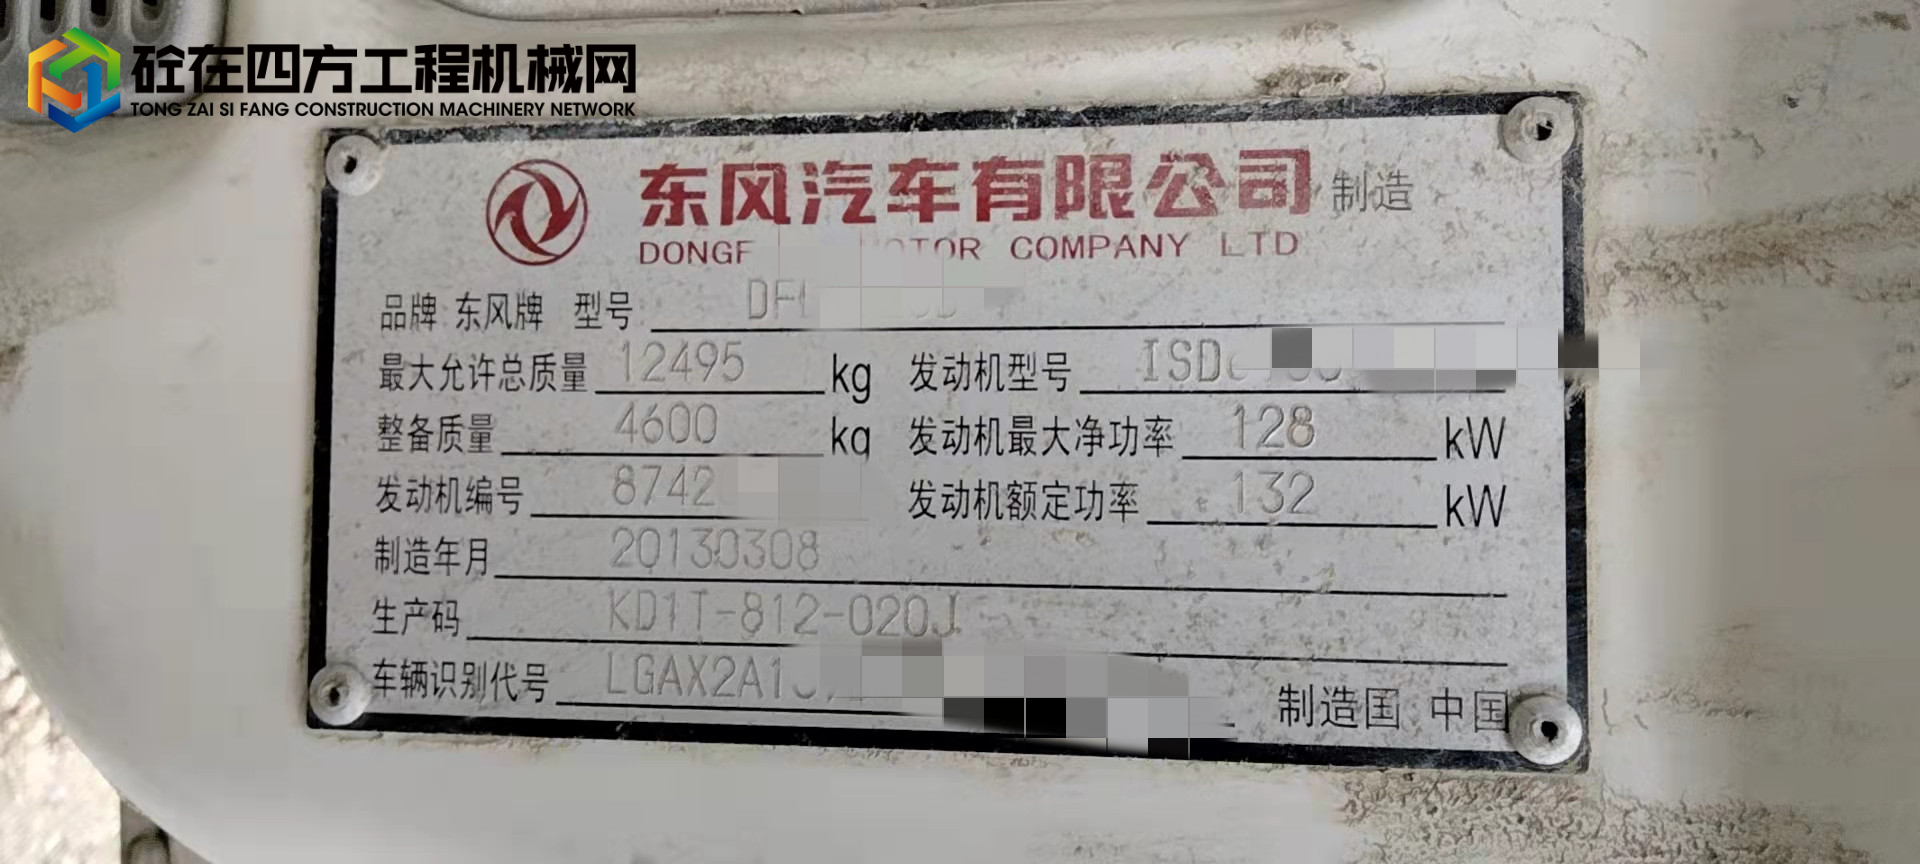 砼在四方工程机械网
TONG ZAI SI FANG CONSTRUCTION MACHINERY NETWORK
东风汽车有限公司 制造
MOTOR COMPANY LTD
品牌 东风牌 型号
最大允许总质量 12495 kg 发动机型号
整备质量 4600 kg 发动机最大净功率 128 kW
发动机编号 8742 发动机额定功率 132 kW
制造年月 20130308
生产码 KD1T-812-020J
车辆识别代号 LGAX2A13 制造国 中国